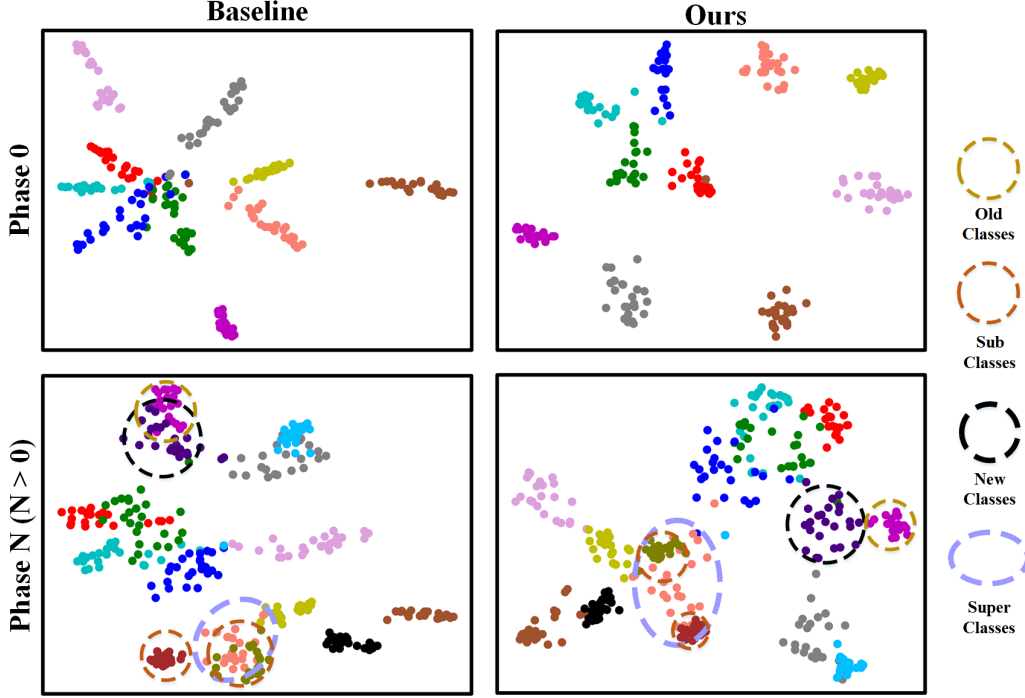 Baseline
Ours
Phase 0
Phase N (N > 0)
Old
Classes
Sub
Classes
New
Classes
Super
Classes